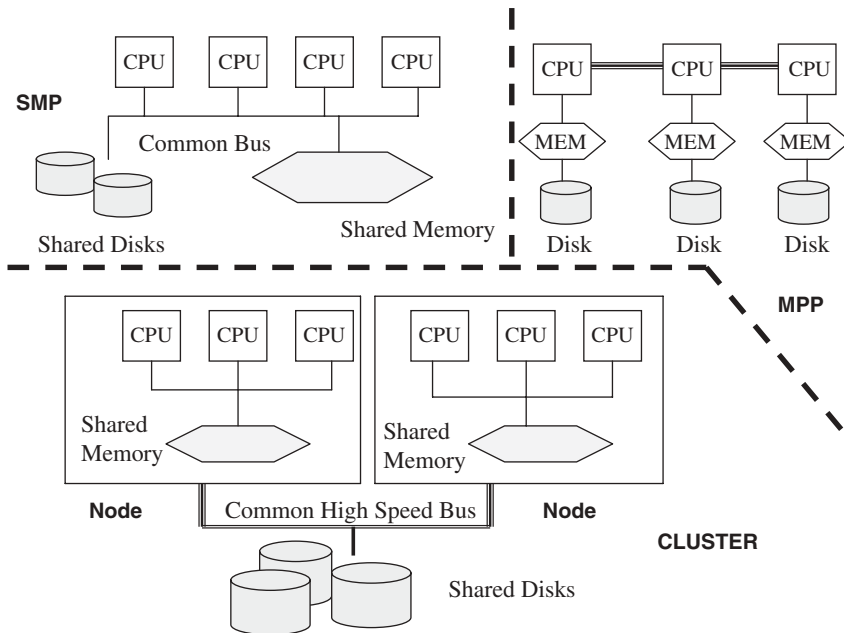 CPU CPU CPU CPU
SMP
Common Bus
Shared Disks
Shared Memory
CPU CPU CPU
MEM MEM MEM
Disk Disk Disk
MPP
CPU CPU CPU
Shared
Memory
Node
CPU CPU CPU
Shared
Memory
Node
Common High Speed Bus
CLUSTER
Shared Disks